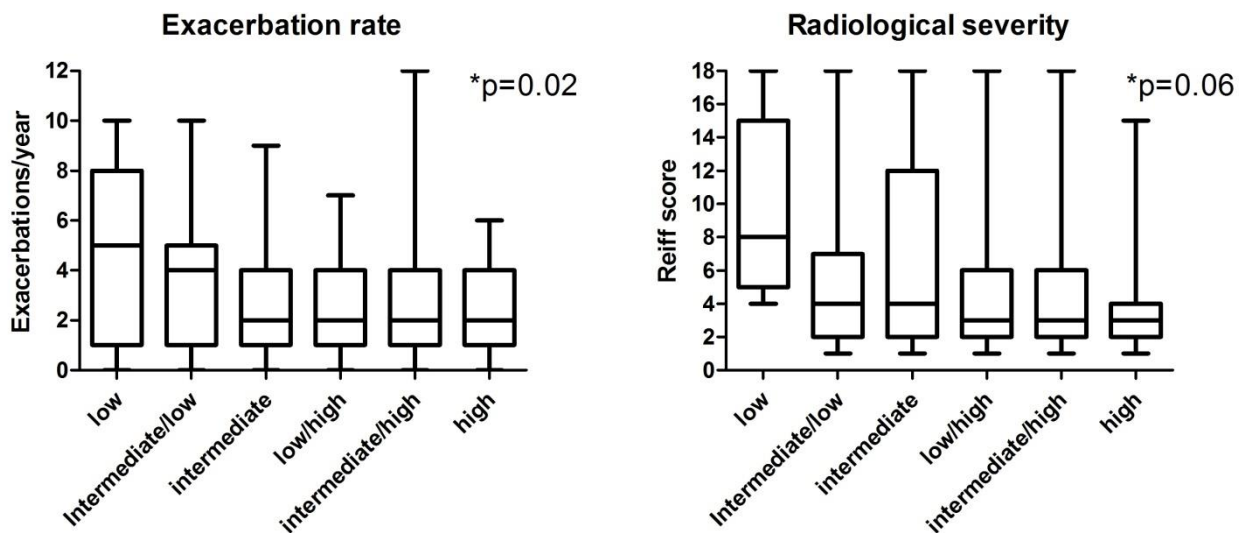 Exacerbation rate
*p=0.02
Exacerbations/year
12
10
8
6
4
2
0
low
Intermediate/low
intermediate
low/high
intermediate/high
high
Radiological severity
*p=0.06
Reiff score
18
16
14
12
10
8
6
4
2
0
low
Intermediate/low
intermediate
low/high
intermediate/high
high